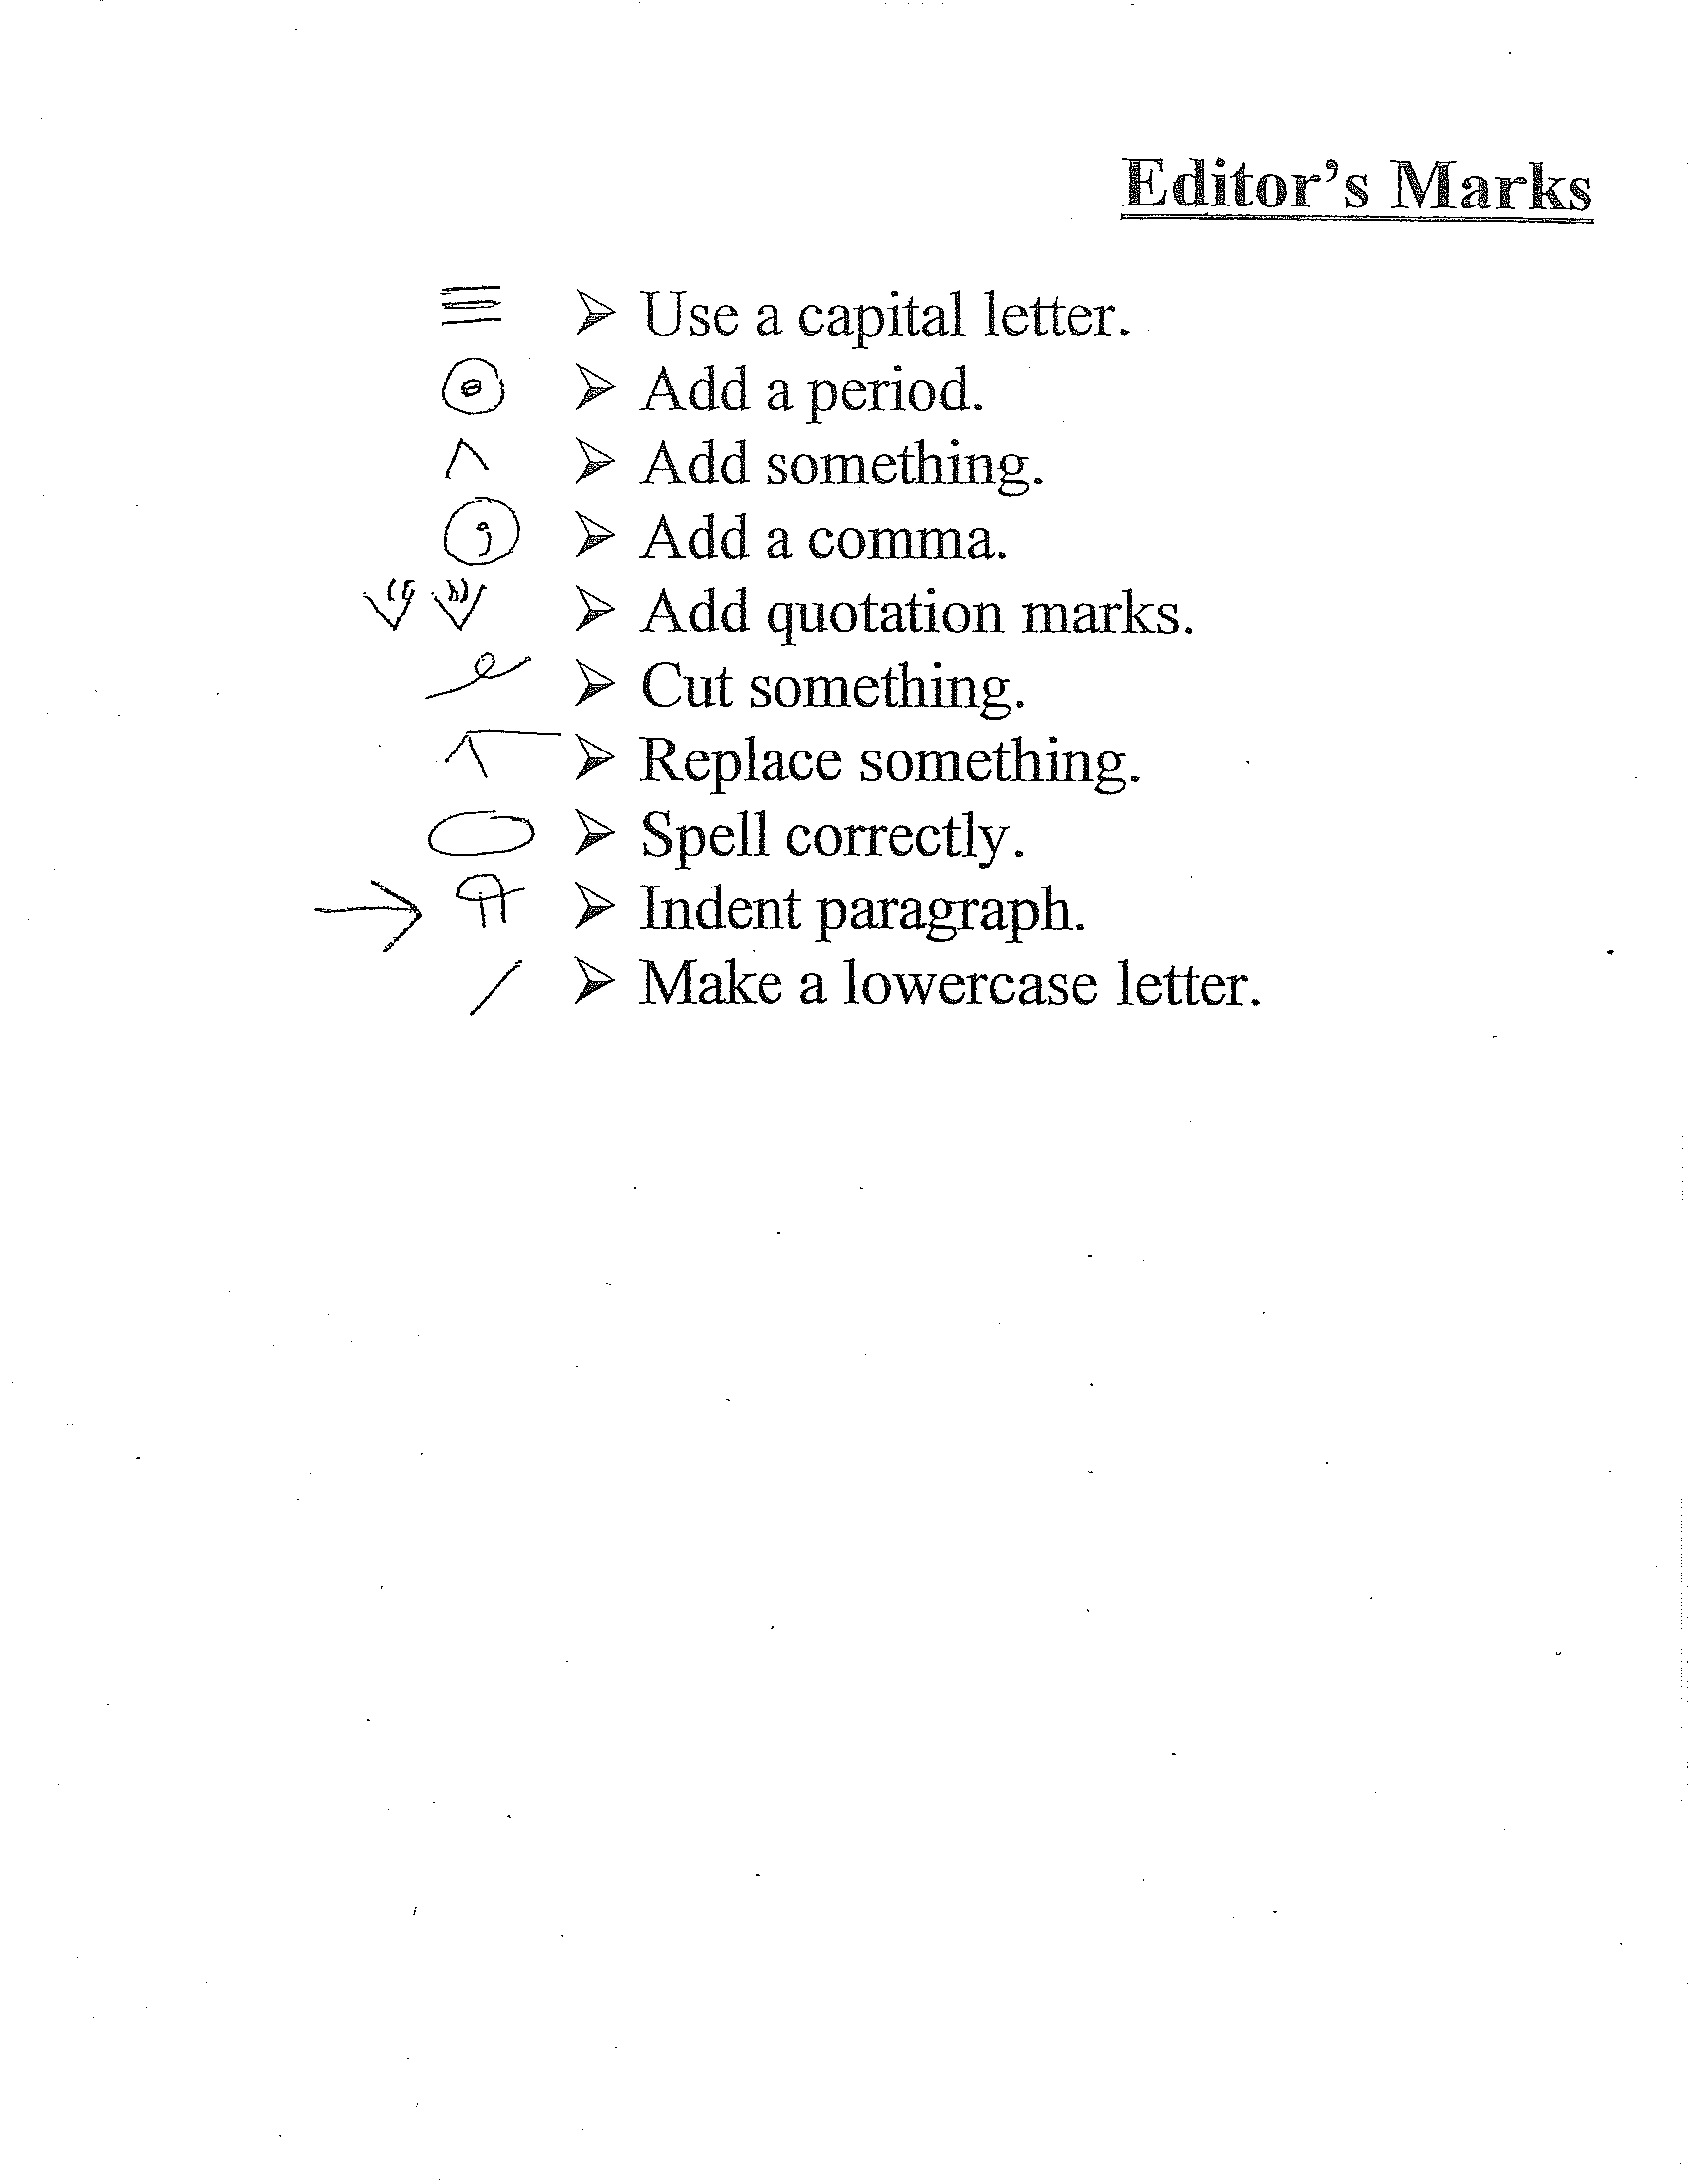 Editor's Marks
≡ ➢ Use a capital letter.
⊙ ➢ Add a period.
^ ➢ Add something.
, ➢ Add a comma.
“ ” ➢ Add quotation marks.
➢ Cut something.
➢ Replace something.
➢ Spell correctly.
→ ¶ ➢ Indent paragraph.
/ ➢ Make a lowercase letter.